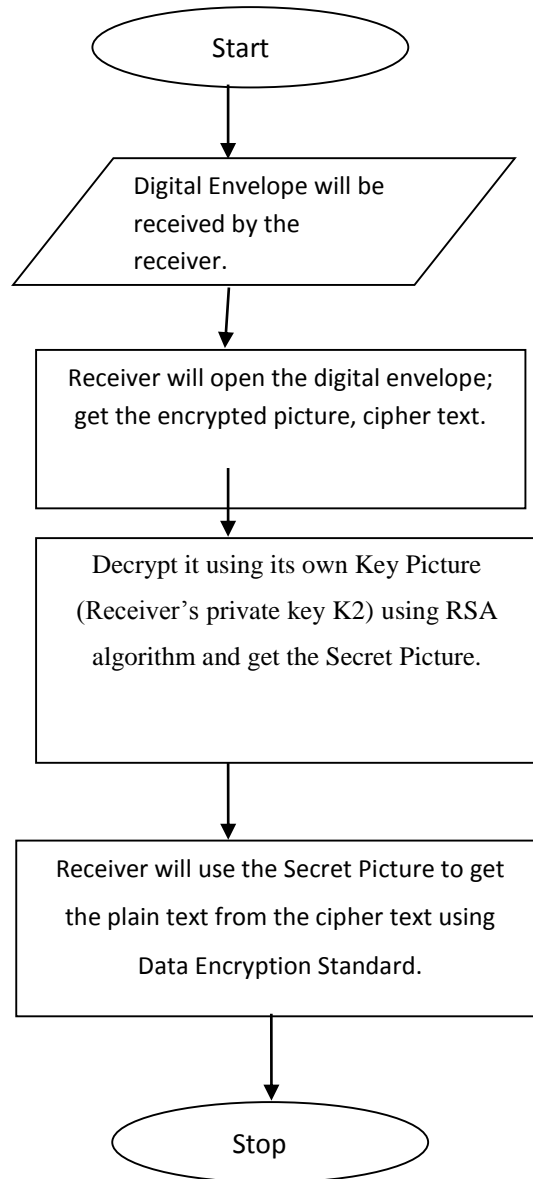 Start
Digital Envelope will be
received by the
receiver.
Receiver will open the digital envelope;
get the encrypted picture, cipher text.
Decrypt it using its own Key Picture
(Receiver’s private key K2) using RSA
algorithm and get the Secret Picture.
Receiver will use the Secret Picture to get
the plain text from the cipher text using
Data Encryption Standard.
Stop